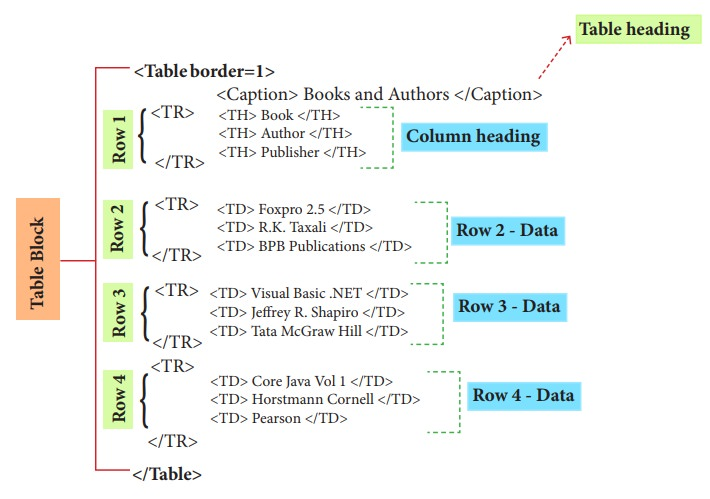 Table heading
<Table border=1>
<Caption> Books and Authors </Caption>
Row 1
<TR>
<TH> Book </TH>
<TH> Author </TH>
<TH> Publisher </TH>
</TR>
Column heading
Table Block
Row 2
<TR>
<TD> Foxpro 2.5 </TD>
<TD> R.K. Taxali </TD>
<TD> BPB Publications </TD>
</TR>
Row 2 - Data
Row 3
<TR>
<TD> Visual Basic .NET </TD>
<TD> Jeffrey R. Shapiro </TD>
<TD> Tata McGraw Hill </TD>
</TR>
Row 3 - Data
Row 4
<TR>
<TD> Core Java Vol 1 </TD>
<TD> Horstmann Cornell </TD>
<TD> Pearson </TD>
</TR>
Row 4 - Data
</Table>